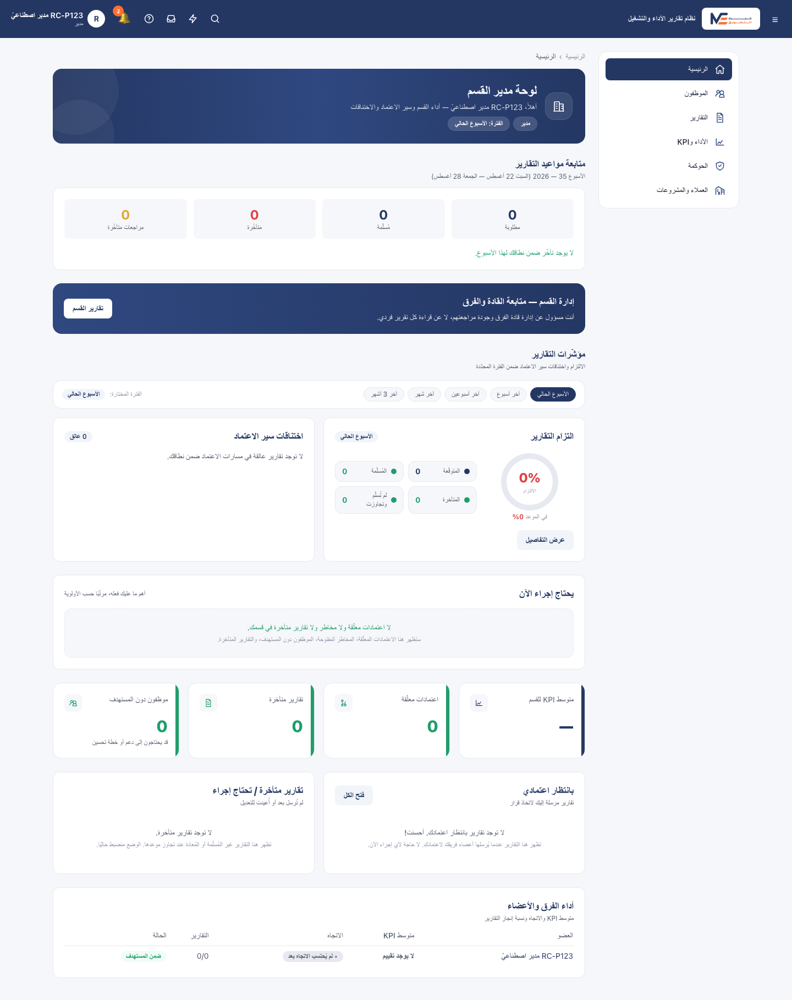 نظام تقارير الأداء والتشغيل
2
R
RC-P123 مدير اصطناعيّ
مدير
الرئيسية
الموظفون
التقارير
الأداء وKPI
الحوكمة
العملاء والمشروعات
الرئيسية › الرئيسية
لوحة مدير القسم
أهلاً، RC-P123 مدير اصطناعيّ — أداء القسم وسير الاعتماد والاختناقات
مدير
الفترة: الأسبوع الحالي
متابعة مواعيد التقارير
الأسبوع 35 — 2026 (السبت 22 أغسطس — الجمعة 28 أغسطس)
0
مطلوبة
0
مُسلّمة
0
متأخّرة
0
مراجعات متأخّرة
لا يوجد تأخّر ضمن نطاقك لهذا الأسبوع.
إدارة القسم — متابعة القادة والفرق
أنت مسؤول عن إدارة قادة الفرق وجودة مراجعتهم، لا عن قراءة كل تقرير فردي.
تقارير القسم
مؤشّرات التقارير
الالتزام واختناقات سير الاعتماد ضمن الفترة المحدّدة
الأسبوع الحالي
آخر أسبوع
آخر أسبوعين
آخر شهر
آخر 3 أشهر
الفترة المختارة: الأسبوع الحالي
التزام التقارير
الأسبوع الحالي
0%
الالتزام
في الموعد 0%
المتوقّعة 0
المُسلّمة 0
المتأخرة 0
لم تُسلّم وتجاوزت 0
عرض التفاصيل
اختناقات سير الاعتماد
0 عالق
لا توجد تقارير عالقة في مسارات الاعتماد ضمن نطاقك.
يحتاج إجراء الآن
أهم ما عليك فعله، مرتّبًا حسب الأولوية
لا اعتمادات معلّقة ولا مخاطر ولا تقارير متأخرة في قسمك.
ستظهر هنا الاعتمادات المعلّقة، المخاطر المفتوحة، الموظفون دون المستهدف، والتقارير المتأخرة.
متوسط KPI للقسم
—
اعتمادات معلّقة
0
تقارير متأخرة
0
موظفون دون المستهدف
0
قد يحتاجون إلى دعم أو خطة تحسين
بانتظار اعتمادي
تقارير مرسلة إليك لاتخاذ قرار
فتح الكل
لا توجد تقارير بانتظار اعتمادك. أحسنت!
تظهر هنا التقارير عندما يُرسلها أعضاء فريقك لاعتمادك. لا حاجة لأي إجراء الآن.
تقارير متأخرة / تحتاج إجراء
لم تُرسل بعد أو أُعيدت للتعديل
لا توجد تقارير متأخرة.
تظهر هنا التقارير غير المُسلّمة أو المُعادة عند تجاوز موعدها. الوضع منضبط حاليًا.
أداء الفرق والأعضاء
متوسط KPI والاتجاه ونسبة إنجاز التقارير
العضو متوسط KPI الاتجاه التقارير الحالة
RC-P123 مدير اصطناعيّ لا يوجد تقييم • لم يُحتسب الاتجاه بعد 0/0 ضمن المستهدف